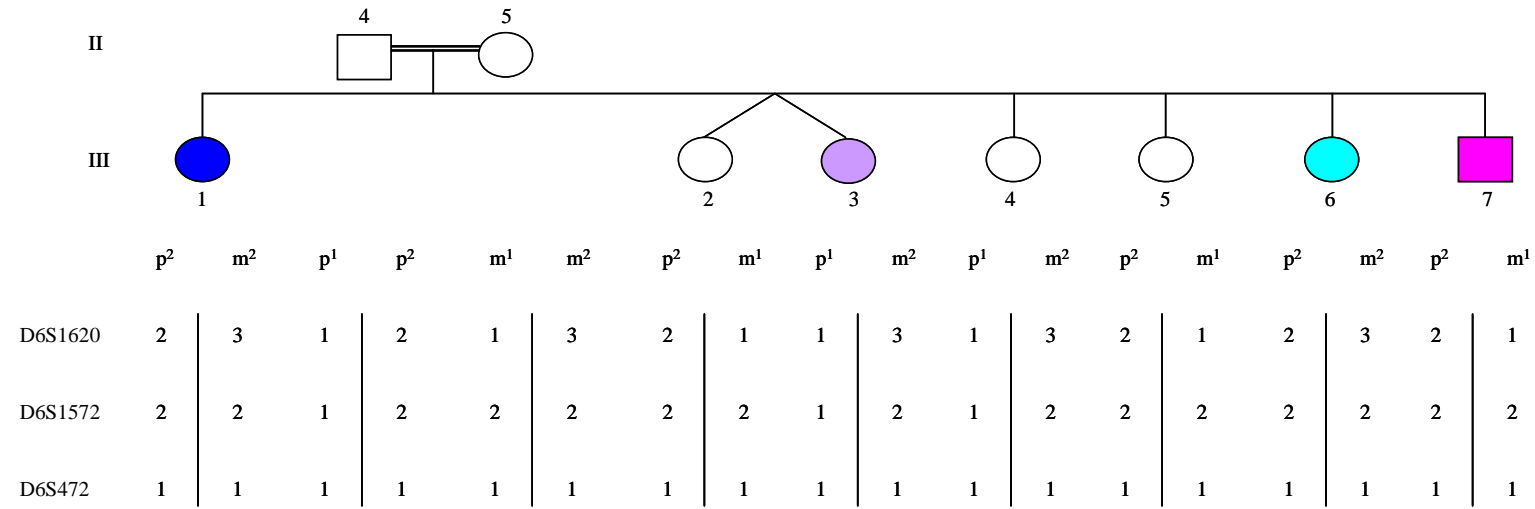 4 5
II
III
1 2 3 4 5 6 7
p² m² p¹ p² m¹ m² p² m¹ p¹ m² p¹ m² p² m¹ p² m² p² m¹
D6S1620 2 3 1 2 1 3 2 1 1 3 1 3 2 1 2 3 2 1
D6S1572 2 2 1 2 2 2 2 2 1 2 1 2 2 2 2 2 2 2
D6S472 1 1 1 1 1 1 1 1 1 1 1 1 1 1 1 1 1 1